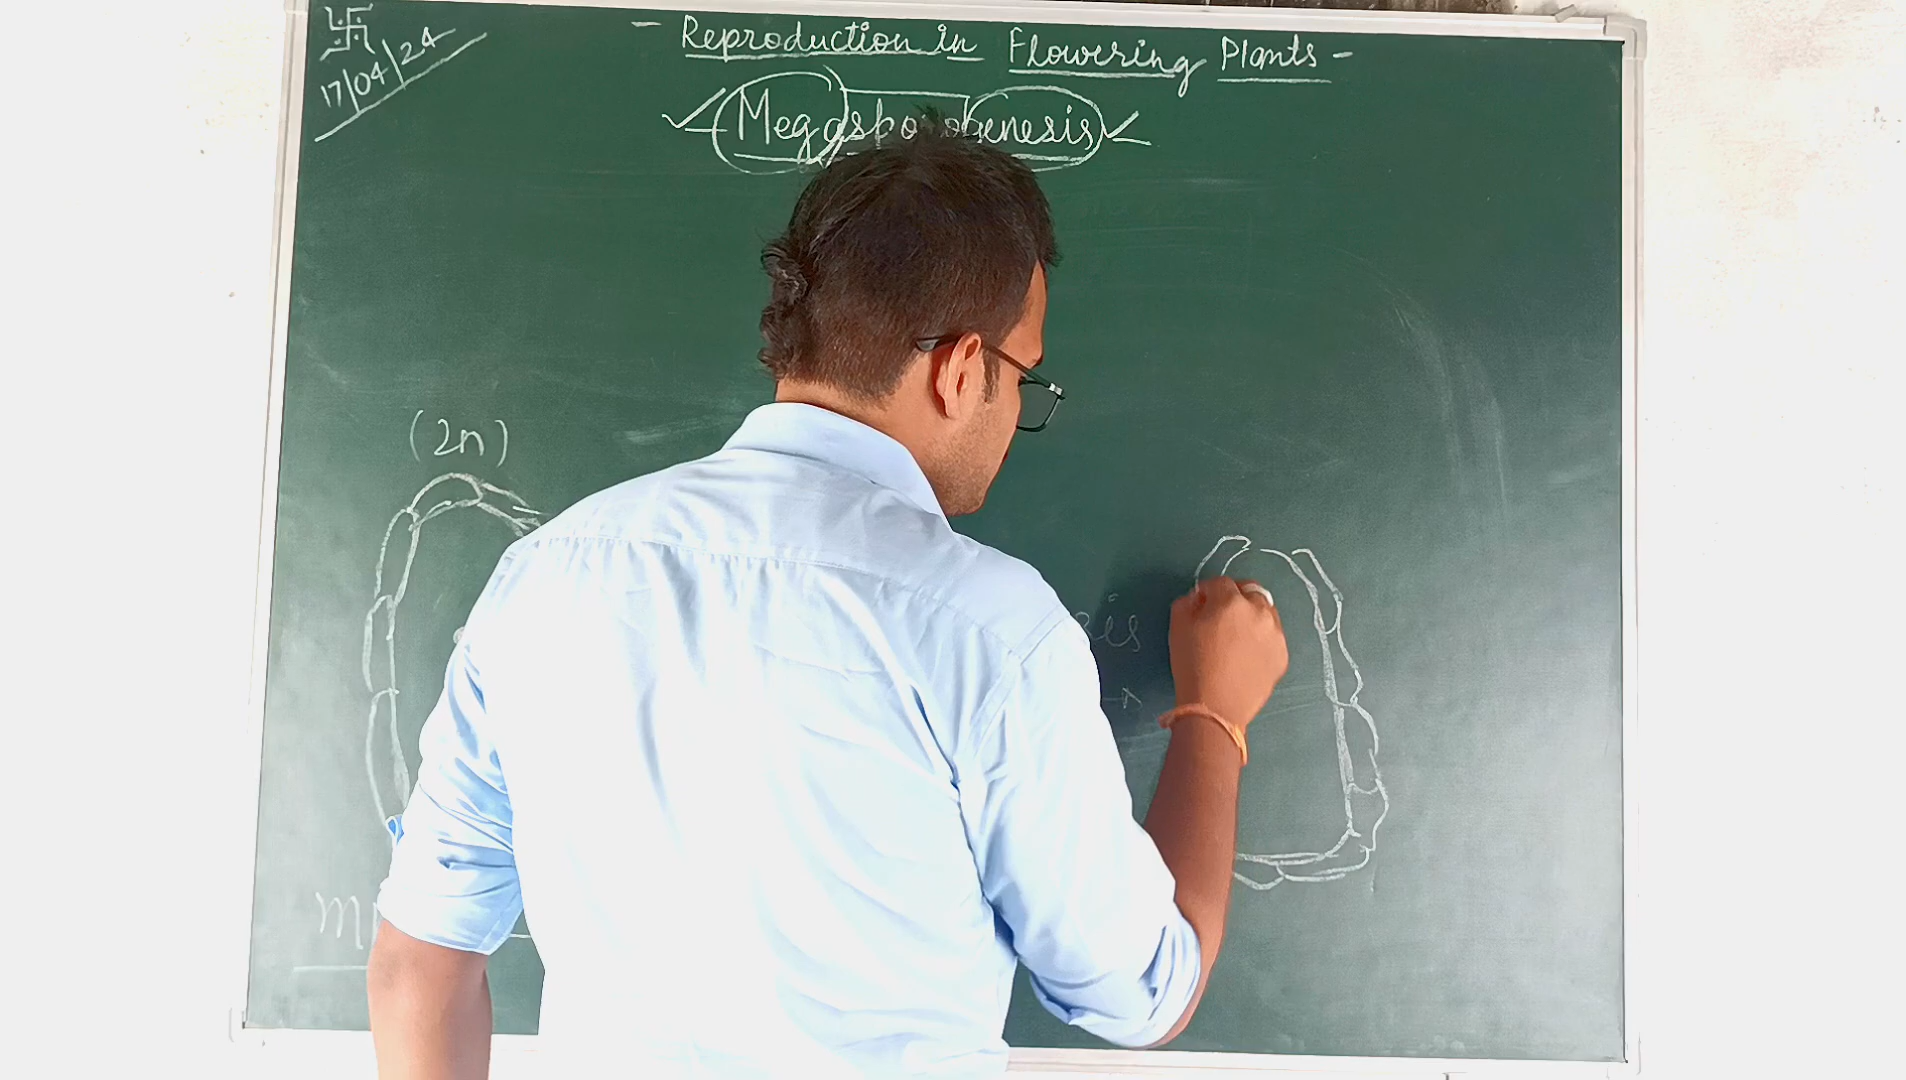 - Reproduction in Flowering Plants -
17/04/24
Megasporogenesis
(2n)